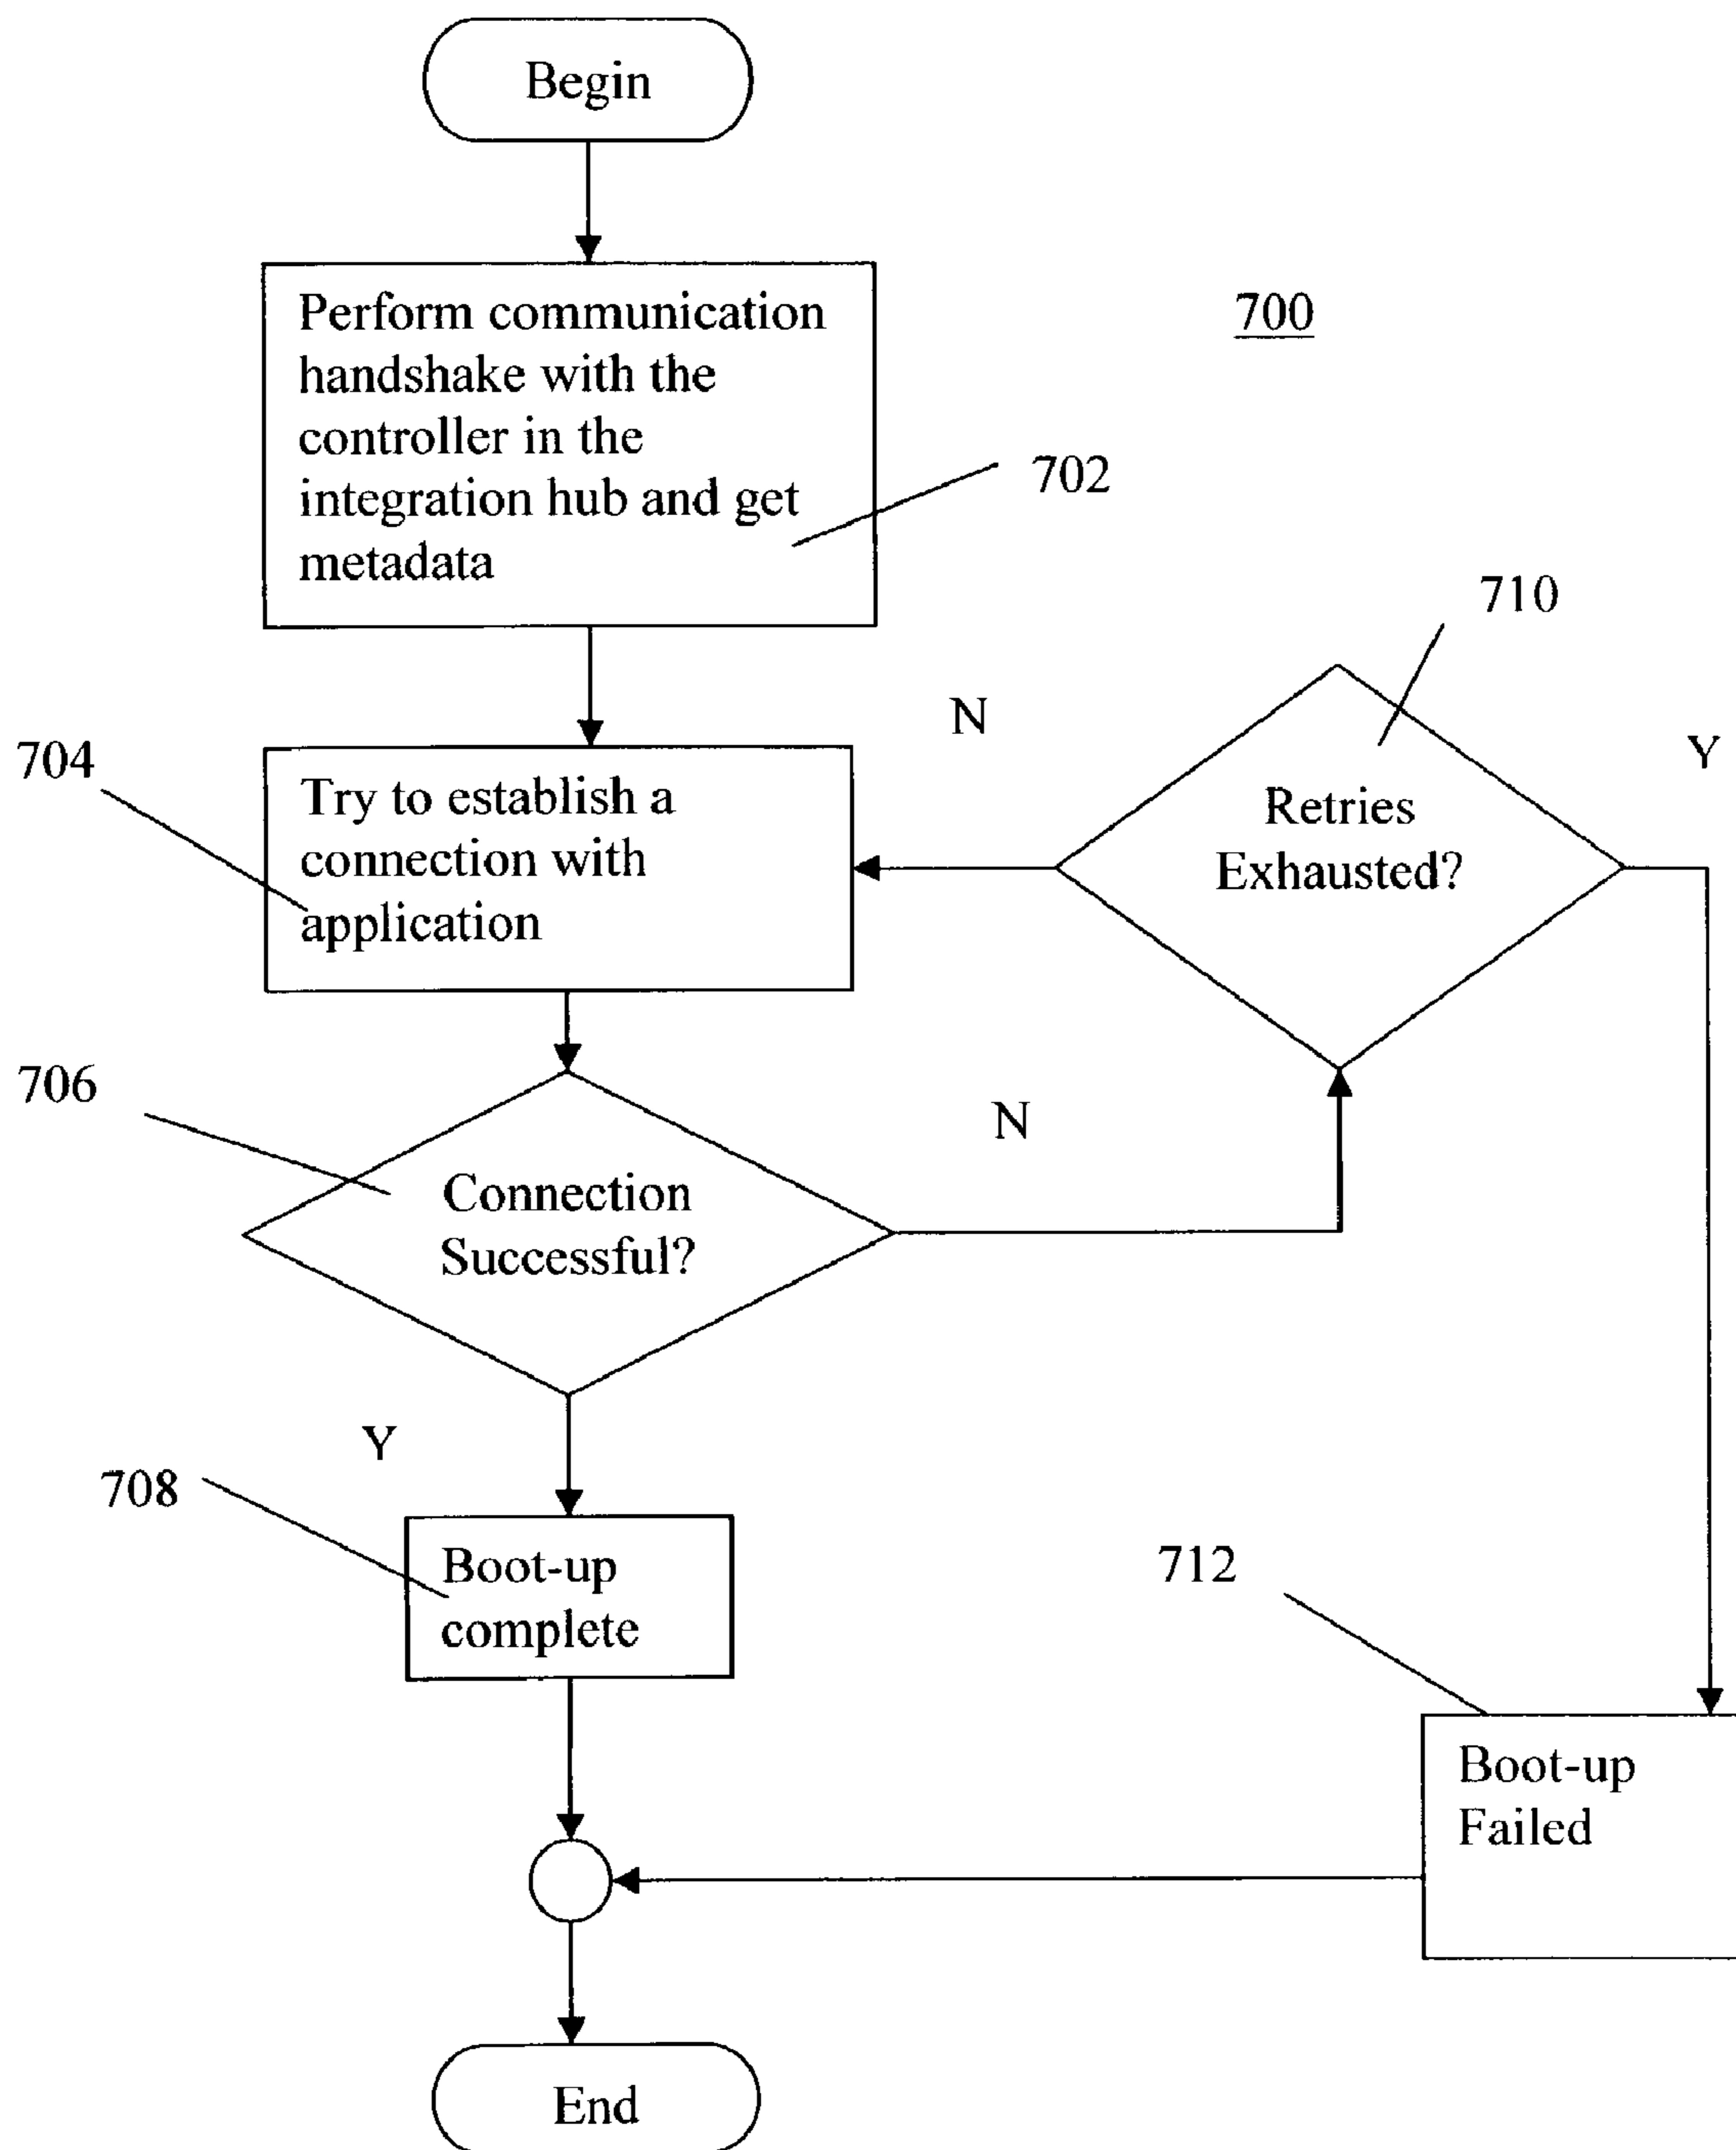 Begin
700
Perform communication
handshake with the
controller in the
integration hub and get
metadata
702
710
N
Y
704
Try to establish a
connection with
application
Retries
Exhausted?
706
N
Connection
Successful?
Y
708
Boot-up
complete
712
Boot-up
Failed
End